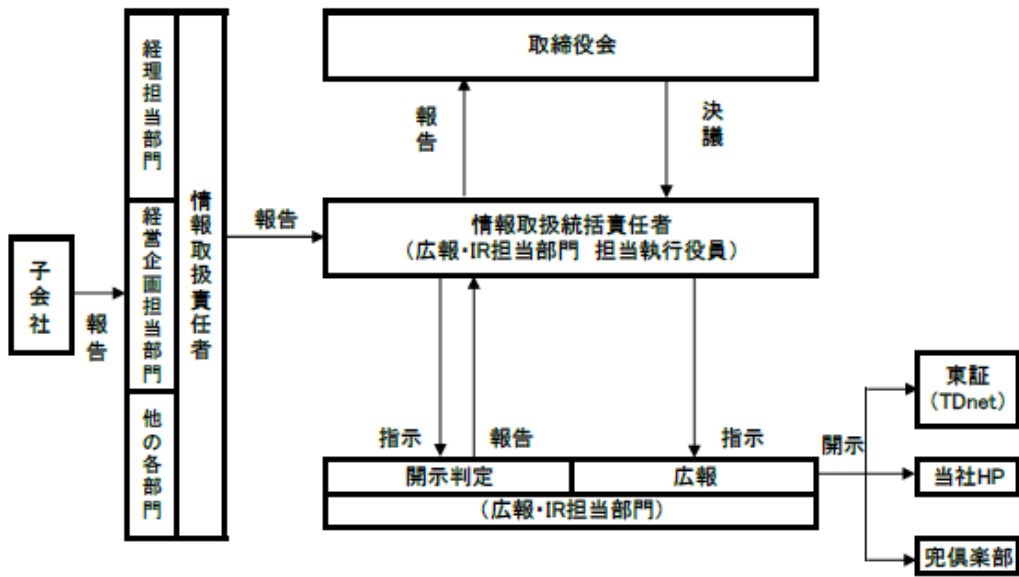 子会社
報告
経理担当部門
経営企画担当部門
他の各部門
情報取扱責任者
報告
取締役会
報告
決議
情報取扱統括責任者
（広報・IR担当部門　担当執行役員）
指示
報告
指示
開示判定
広報
（広報・IR担当部門）
開示
東証
（TDnet）
当社HP
兜倶楽部